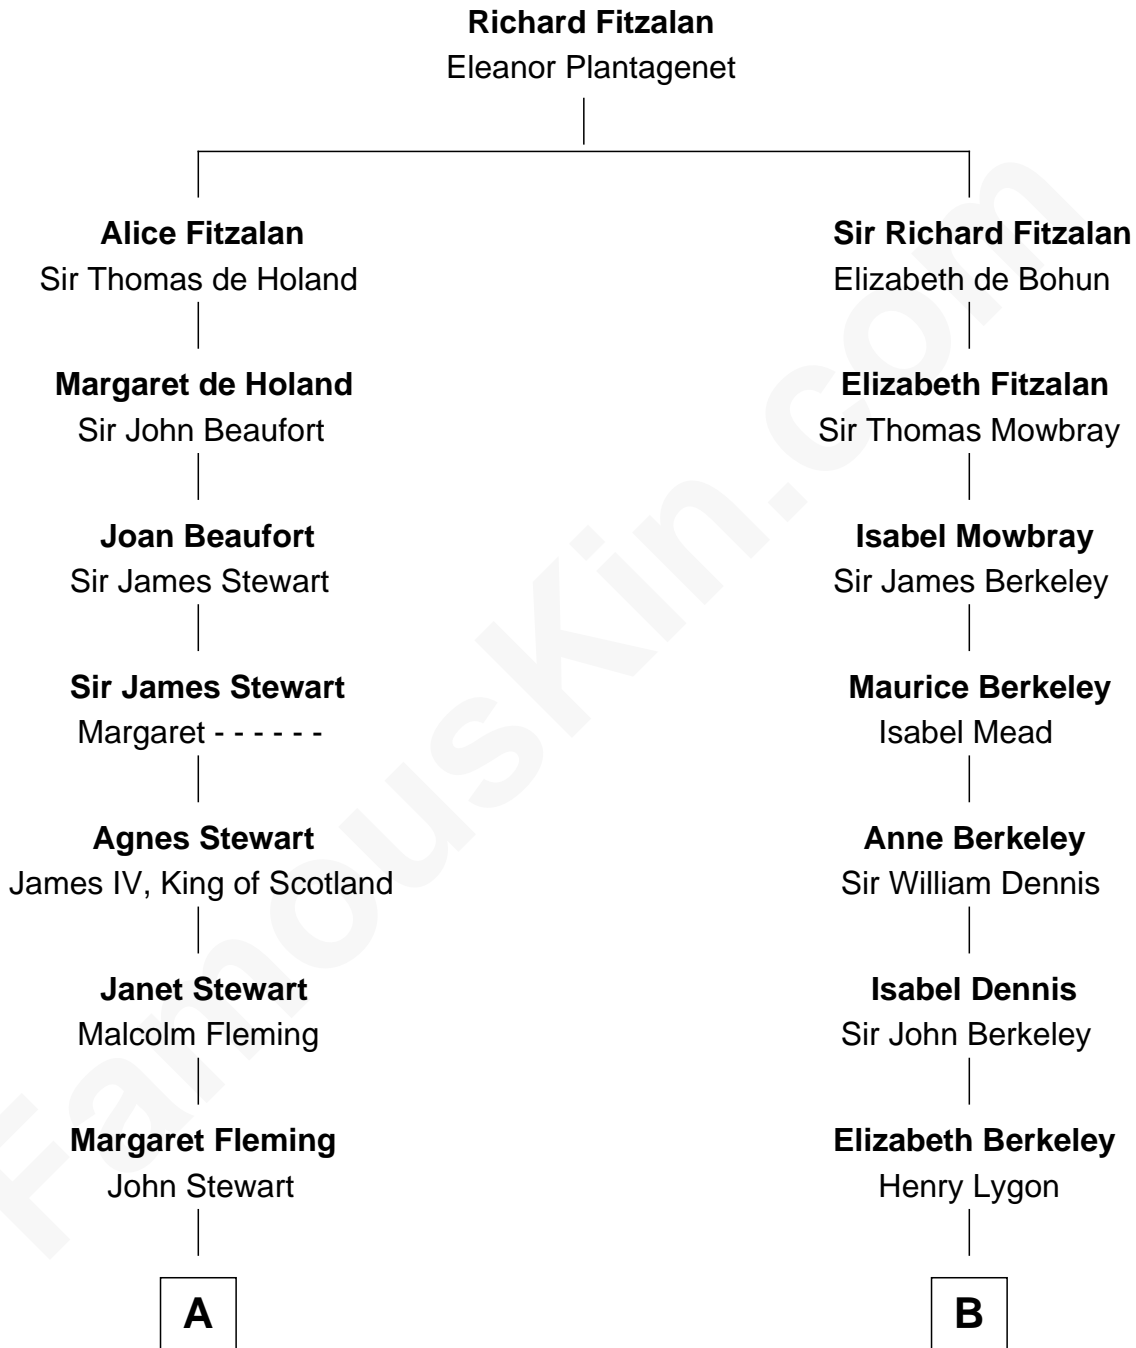 Richard Fitzalan
Eleanor Plantagenet
Alice Fitzalan
Sir Thomas de Holand
Margaret de Holand
Sir John Beaufort
Joan Beaufort
Sir James Stewart
Sir James Stewart
Margaret - - - - - -
Agnes Stewart
James IV, King of Scotland
Janet Stewart
Malcolm Fleming
Margaret Fleming
John Stewart
A
Sir Richard Fitzalan
Elizabeth de Bohun
Elizabeth Fitzalan
Sir Thomas Mowbray
Isabel Mowbray
Sir James Berkeley
Maurice Berkeley
Isabel Mead
Anne Berkeley
Sir William Dennis
Isabel Dennis
Sir John Berkeley
Elizabeth Berkeley
Henry Lygon
B
FamousKin.com